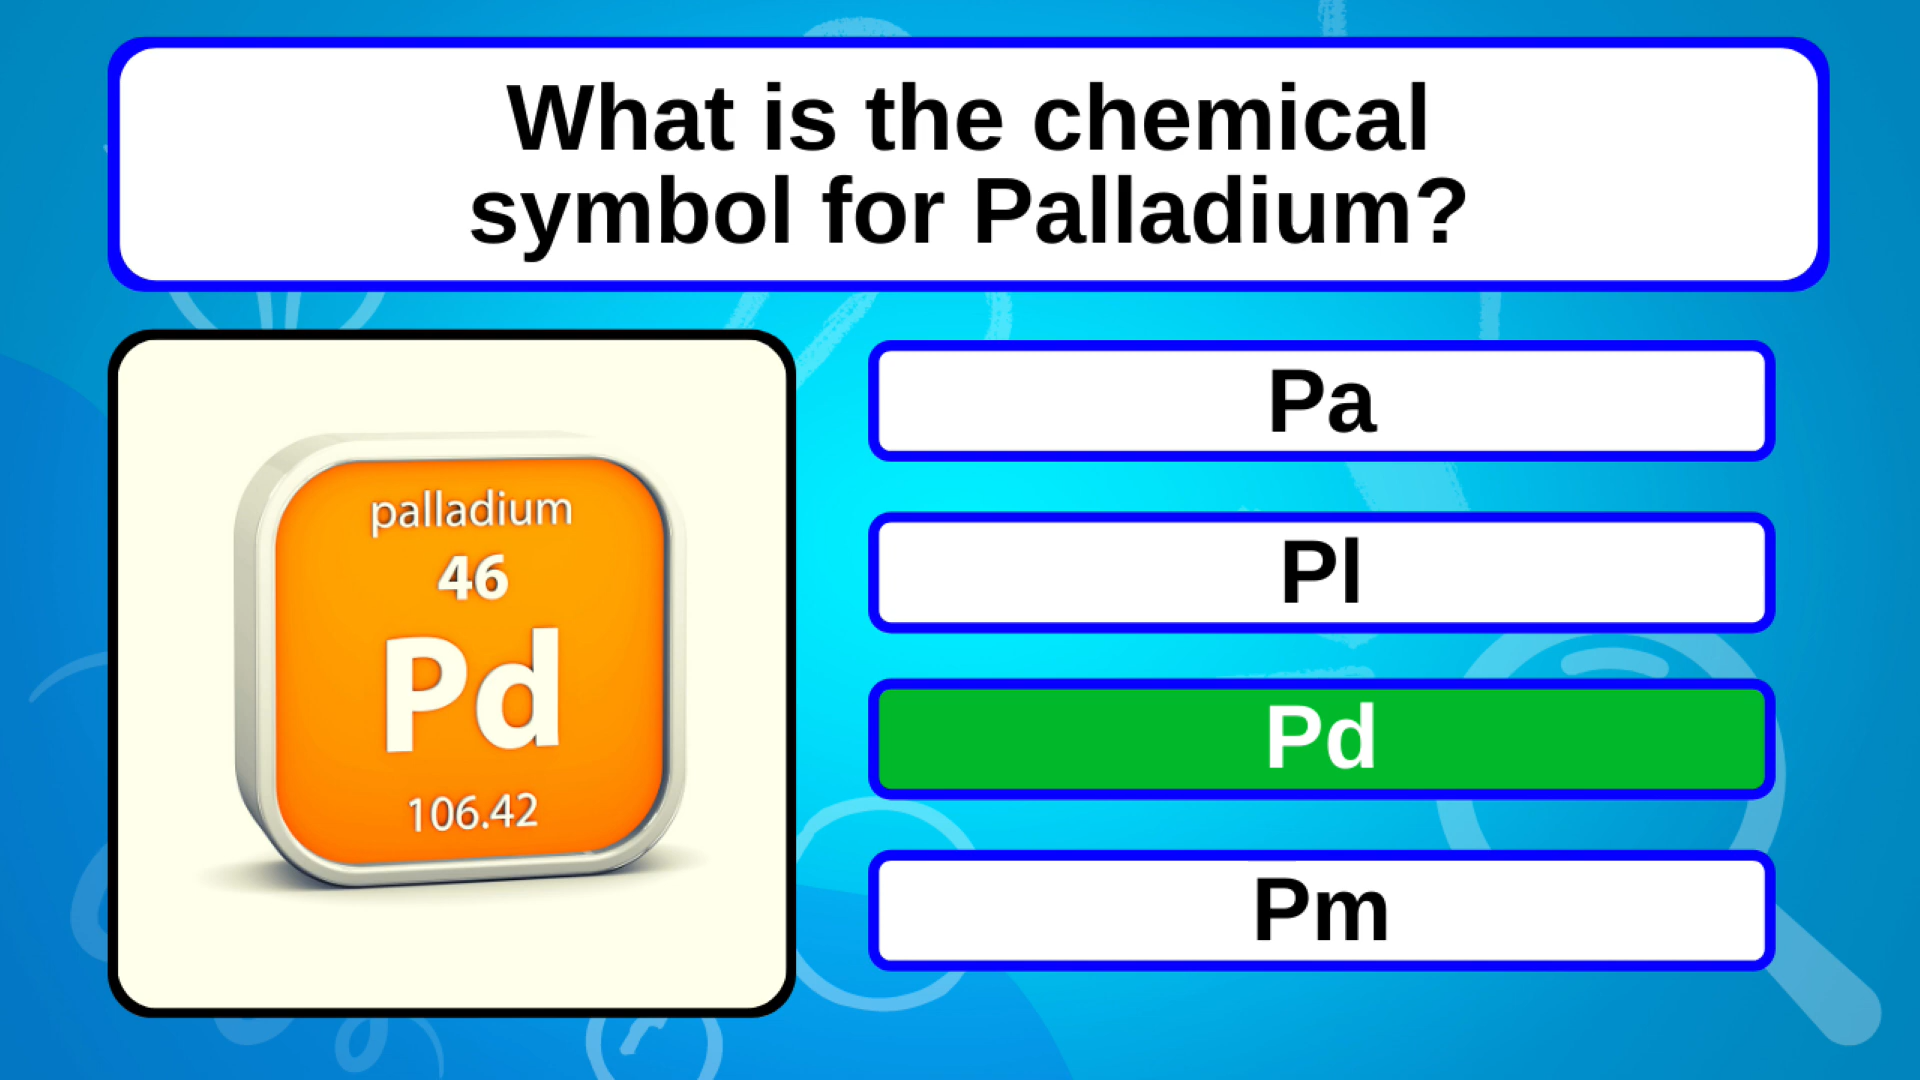 What is the chemical
symbol for Palladium?
palladium
46
Pd
106.42
Pa
Pl
Pd
Pm